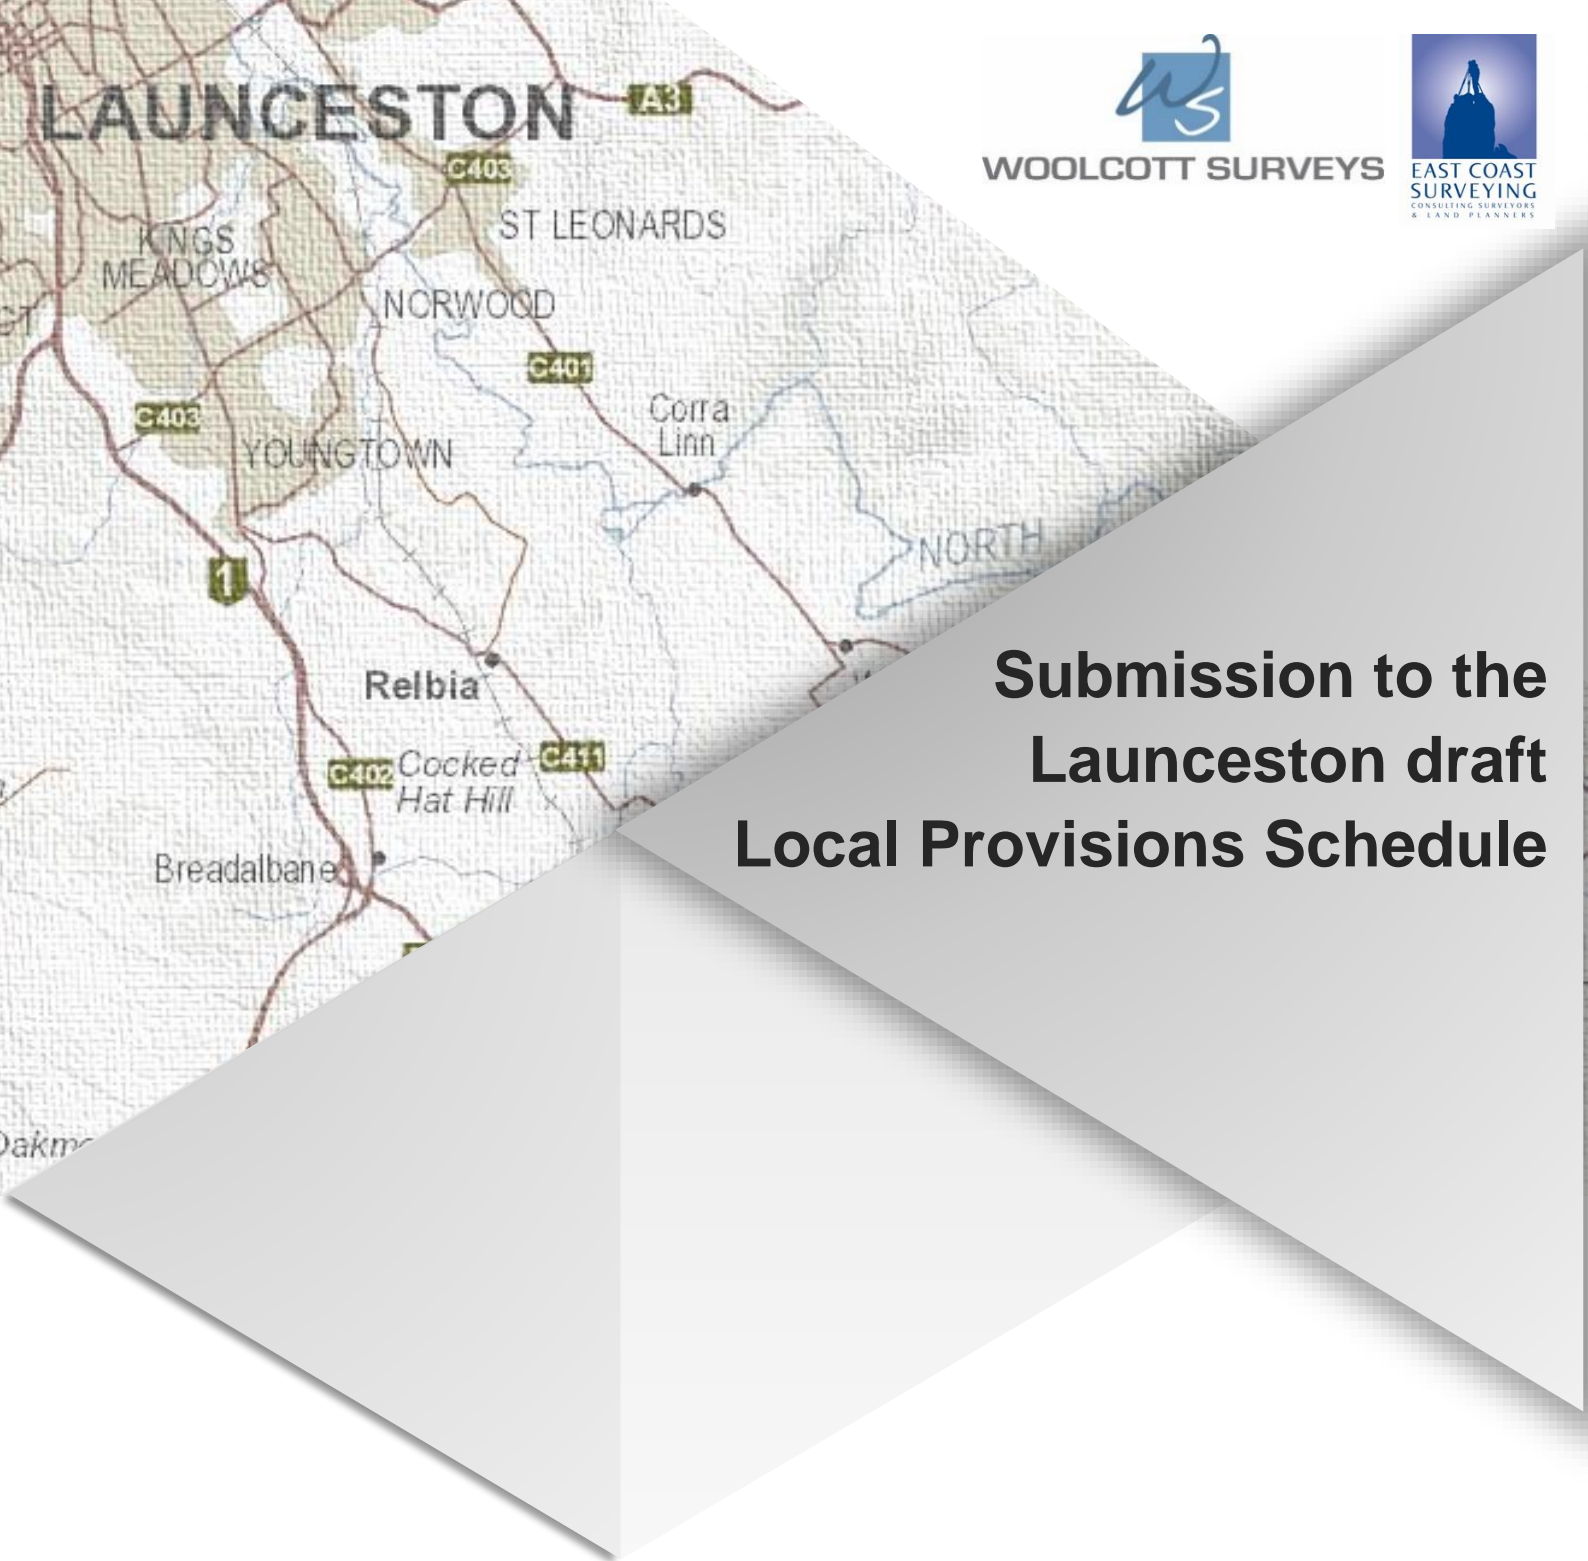 LAUNCESTON
A3
WS
WOOLCOTT SURVEYS
EAST COAST
SURVEYING
CONSULTING SURVEYORS
& LAND PLANNERS
C403
ST LEONARDS
KINGS
MEADOWS
NORWOOD
C401
C403
Corra
Linn
YOUNGTOWN
NORTH
1
Relbia
C402
Cocked
Hat Hill
C411
Breadalbane
Submission to the
Launceston draft
Local Provisions Schedule